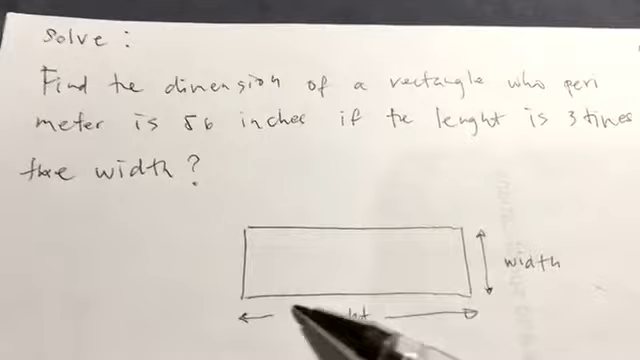 Solve :
Find the dimension of a rectangle who peri
meter is 56 inches if the lenght is 3 times
the width ?
width